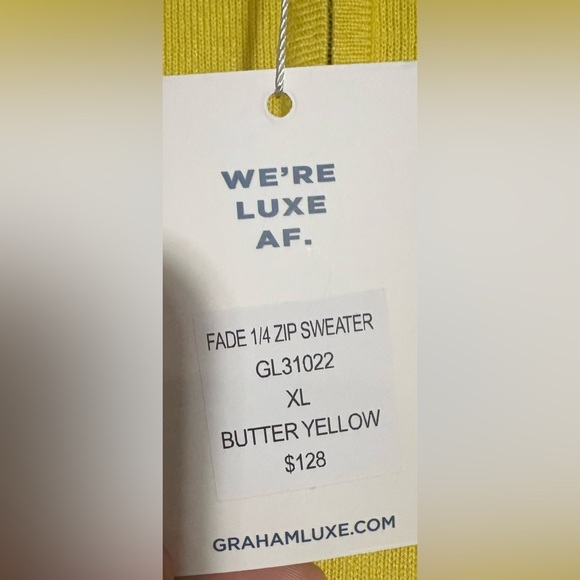 WE'RE
LUXE
AF.
FADE 1/4 ZIP SWEATER
GL31022
XL
BUTTER YELLOW
$128
GRAHAMLUXE.COM